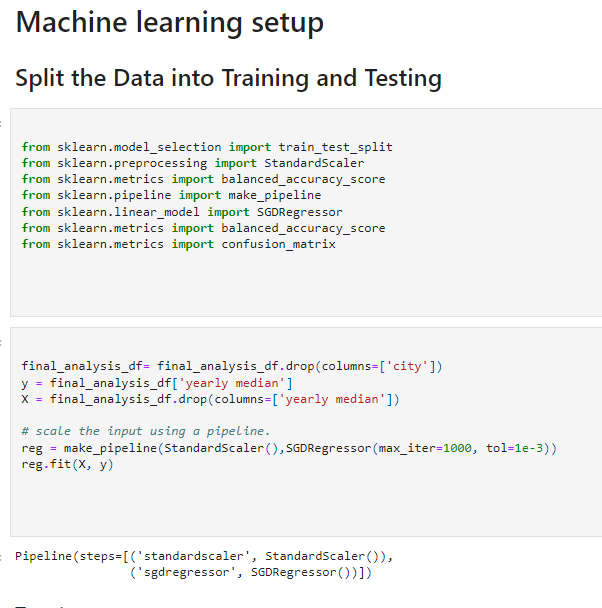 Machine learning setup
Split the Data into Training and Testing
from sklearn.model_selection import train_test_split
from sklearn.preprocessing import StandardScaler
from sklearn.metrics import balanced_accuracy_score
from sklearn.pipeline import make_pipeline
from sklearn.linear_model import SGDRegressor
from sklearn.metrics import balanced_accuracy_score
from sklearn.metrics import confusion_matrix
final_analysis_df= final_analysis_df.drop(columns=['city'])
y = final_analysis_df['yearly median']
X = final_analysis_df.drop(columns=['yearly median'])
# scale the input using a pipeline.
reg = make_pipeline(StandardScaler(),SGDRegressor(max_iter=1000, tol=1e-3))
reg.fit(X, y)
Pipeline(steps=[('standardscaler', StandardScaler()),
('sgdregressor', SGDRegressor())])